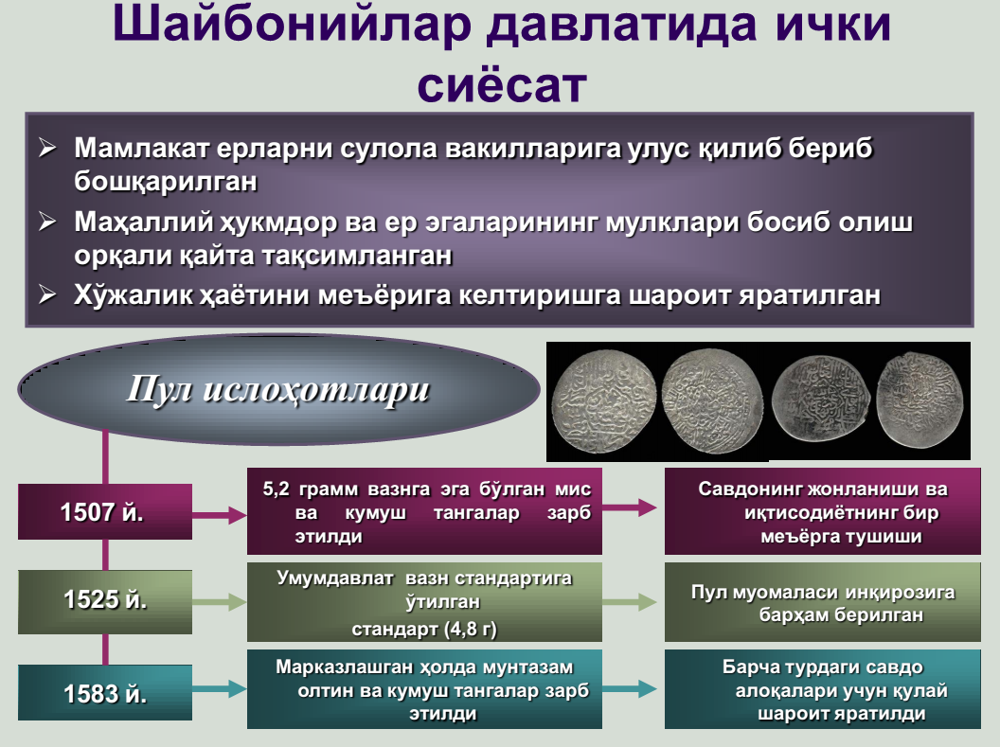 Шайбонийлар давлатида ички
сиёсат
Мамлакат ерларни сулола вакилларига улус қилиб бериб
бошқарилган
Маҳаллий ҳукмдор ва ер эгаларининг мулклари босиб олиш
орқали қайта тақсимланган
Хўжалик ҳаётини меъёрига келтиришга шароит яратилган
Пул ислоҳотлари
1507 й.
5,2 грамм вазнга эга бўлган мис
ва кумуш тангалар зарб
этилди
Савдонинг жонланиши ва
иқтисодиётнинг бир
меъёрга тушиши
1525 й.
Умумдавлат вазн стандартига
ўтилган
стандарт (4,8 г)
Пул муомаласи инқирозига
барҳам берилган
1583 й.
Марказлашган ҳолда мунтазам
олтин ва кумуш тангалар зарб
этилди
Барча турдаги савдо
алоқалари учун қулай
шароит яратилди